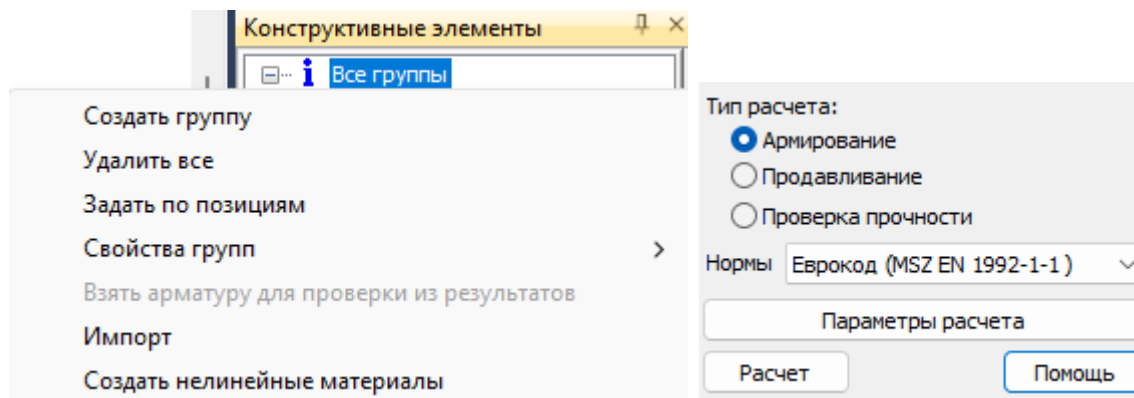 Конструктивные элементы
Все группы
Создать группу
Удалить все
Задать по позициям
Свойства групп
Взять арматуру для проверки из результатов
Импорт
Создать нелинейные материалы
Тип расчета:
Армирование
Продавливание
Проверка прочности
Нормы Еврокод (MSZ EN 1992-1-1 )
Параметры расчета
Расчет Помощь